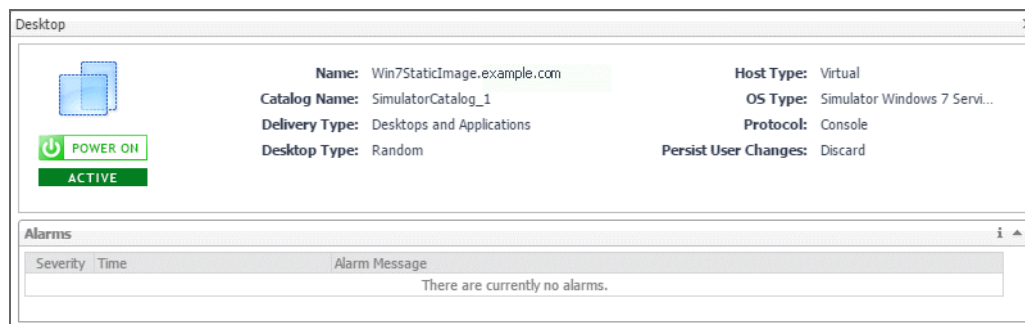 Desktop
Name: Win7StaticImage.example.com Host Type: Virtual
Catalog Name: SimulatorCatalog_1 OS Type: Simulator Windows 7 Servi...
Delivery Type: Desktops and Applications Protocol: Console
POWER ON Desktop Type: Random Persist User Changes: Discard
ACTIVE
Alarms i
Severity Time Alarm Message
There are currently no alarms.